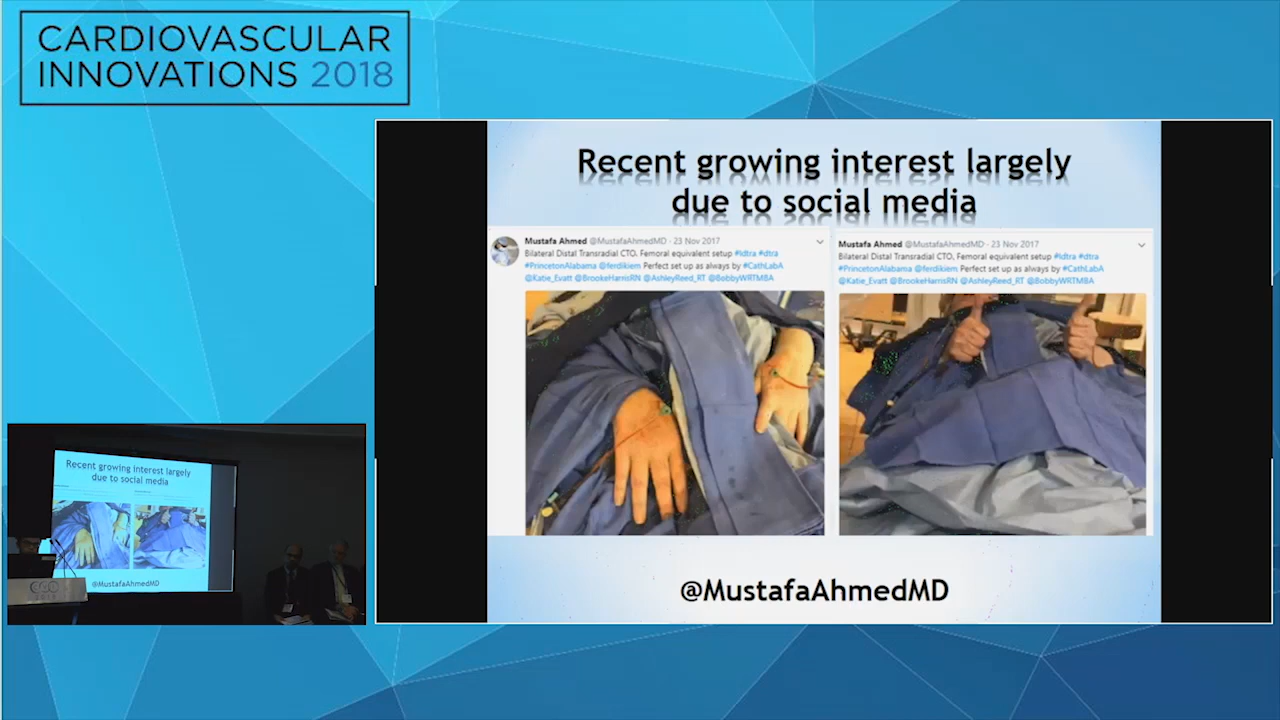 CARDIOVASCULAR
INNOVATIONS 2018
Recent growing interest largely
due to social media
Mustafa Ahmed @MustafaAhmedMD · 23 Nov 2017
Bilateral Distal Transradial CTO. Femoral equivalent setup #ldtra #dtra
#PrincetonAlabama @ferdikiem Perfect set up as always by #CathLabA
@Katie_Evatt @BrookeHarrisRN @AshleyReed_RT @BobbyWRTMBA
Mustafa Ahmed @MustafaAhmedMD · 23 Nov 2017
Bilateral Distal Transradial CTO. Femoral equivalent setup #ldtra #dtra
#PrincetonAlabama @ferdikiem Perfect set up as always by #CathLabA
@Katie_Evatt @BrookeHarrisRN @AshleyReed_RT @BobbyWRTMBA
@MustafaAhmedMD
Recent growing interest largely
due to social media
@MustafaAhmedMD